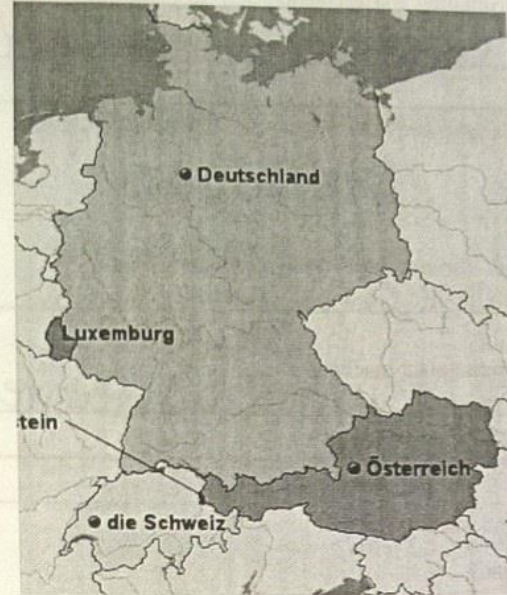 Deutschland
Luxemburg
stein
Österreich
die Schweiz